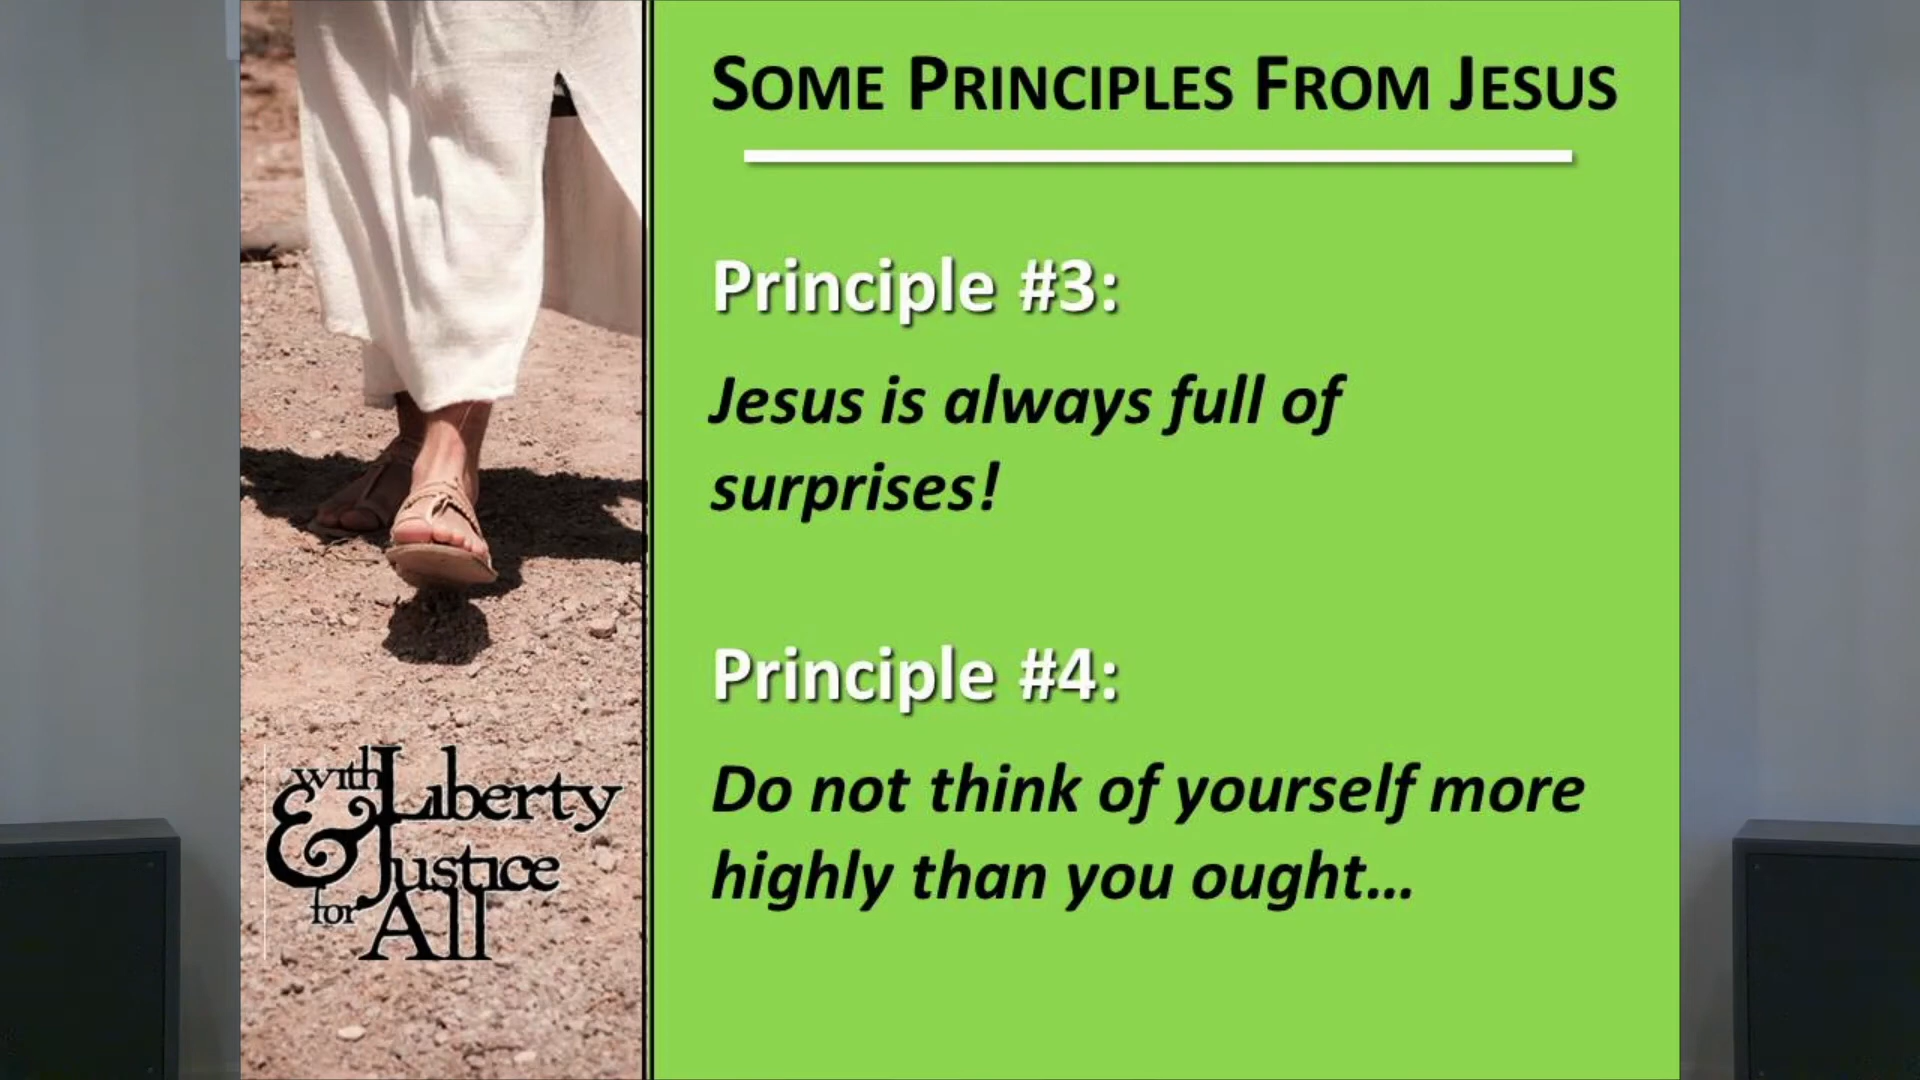 SOME PRINCIPLES FROM JESUS
Principle #3:
Jesus is always full of
surprises!
Principle #4:
Do not think of yourself more
highly than you ought...
with Liberty
& Justice
for All